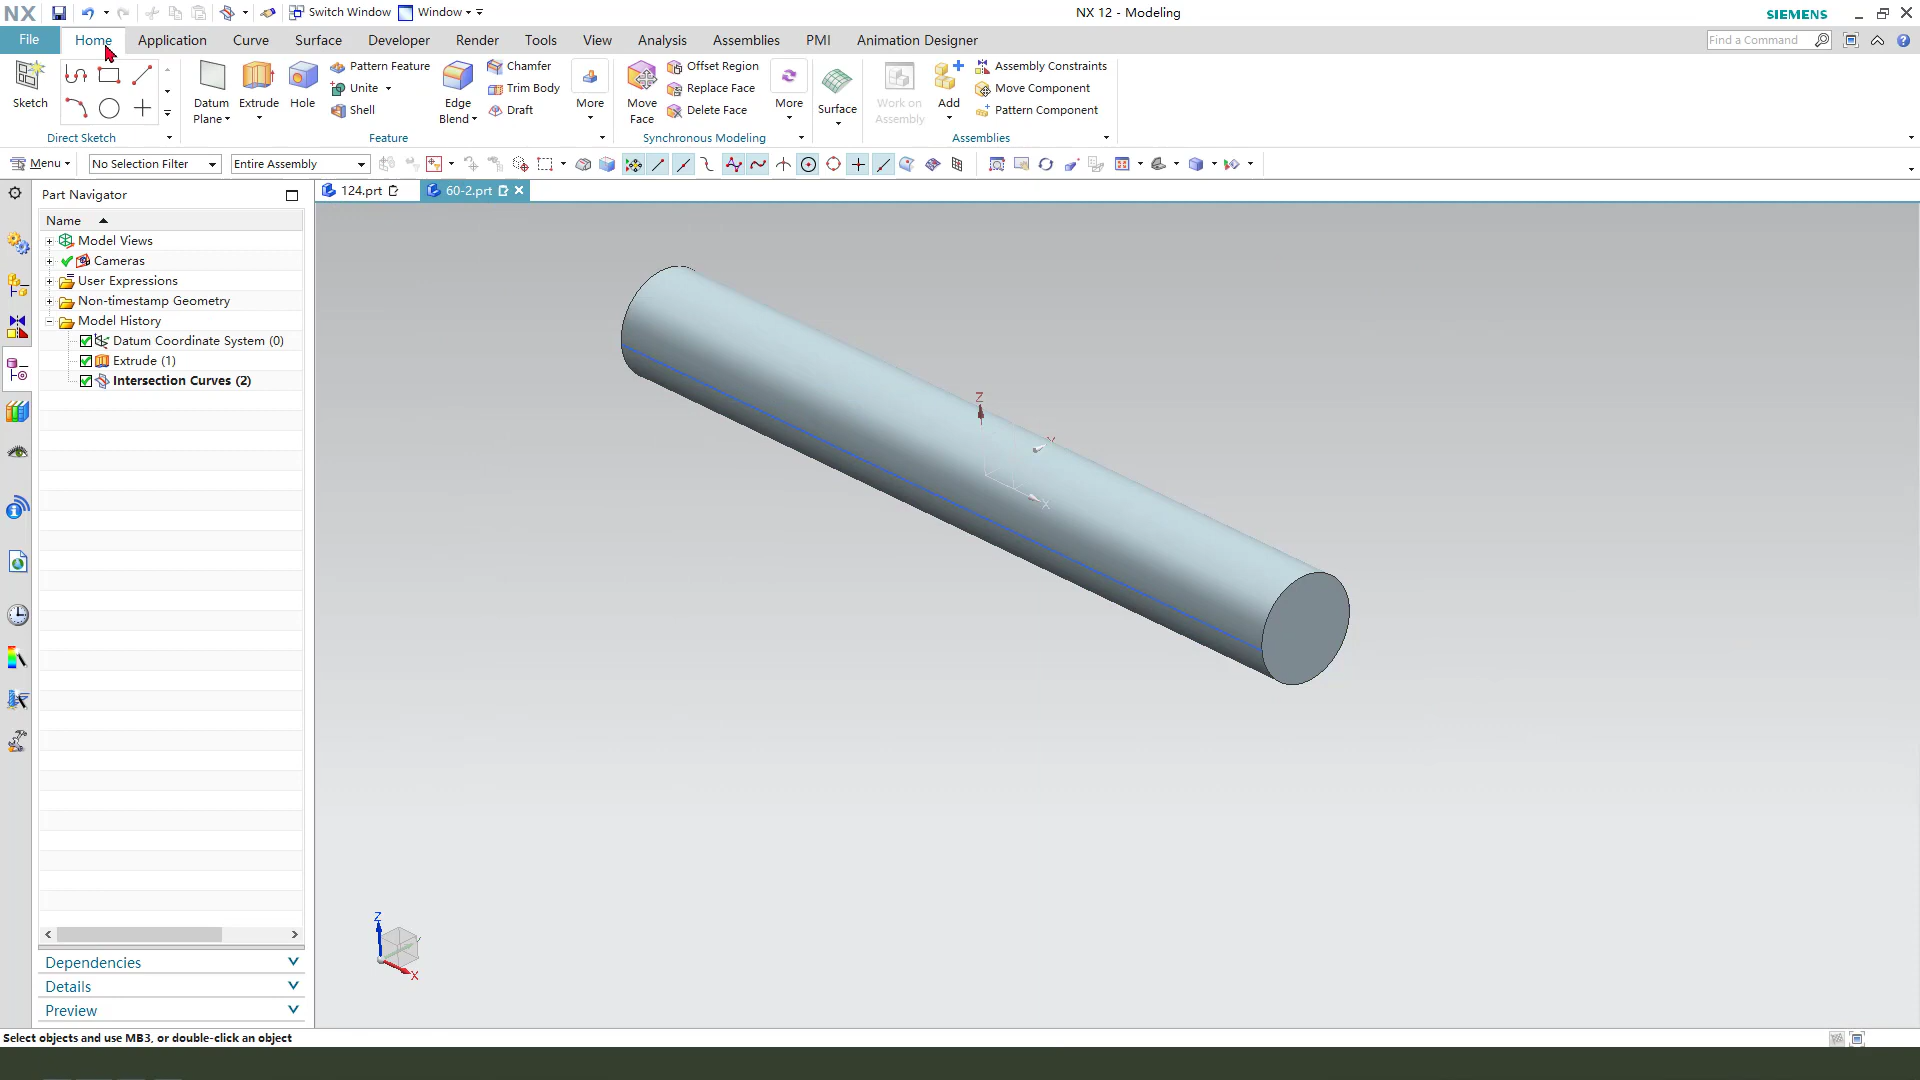 NX
Switch Window
Window
NX 12 - Modeling
SIEMENS
File
Home
Application
Curve
Surface
Developer
Render
Tools
View
Analysis
Assemblies
PMI
Animation Designer
Find a Command
Sketch
Direct Sketch
Datum
Plane
Extrude
Hole
Pattern Feature
Unite
Shell
Edge
Blend
Chamfer
Trim Body
Draft
More
Feature
Move
Face
Offset Region
Replace Face
Delete Face
More
Synchronous Modeling
Surface
Work on
Assembly
Add
Assembly Constraints
Move Component
Pattern Component
Assemblies
Menu
No Selection Filter
Entire Assembly
Part Navigator
124.prt
60-2.prt
Name
Model Views
Cameras
User Expressions
Non-timestamp Geometry
Model History
Datum Coordinate System (0)
Extrude (1)
Intersection Curves (2)
Z
Y
X
Z
Y
X
Dependencies
Details
Preview
Select objects and use MB3, or double-click an object